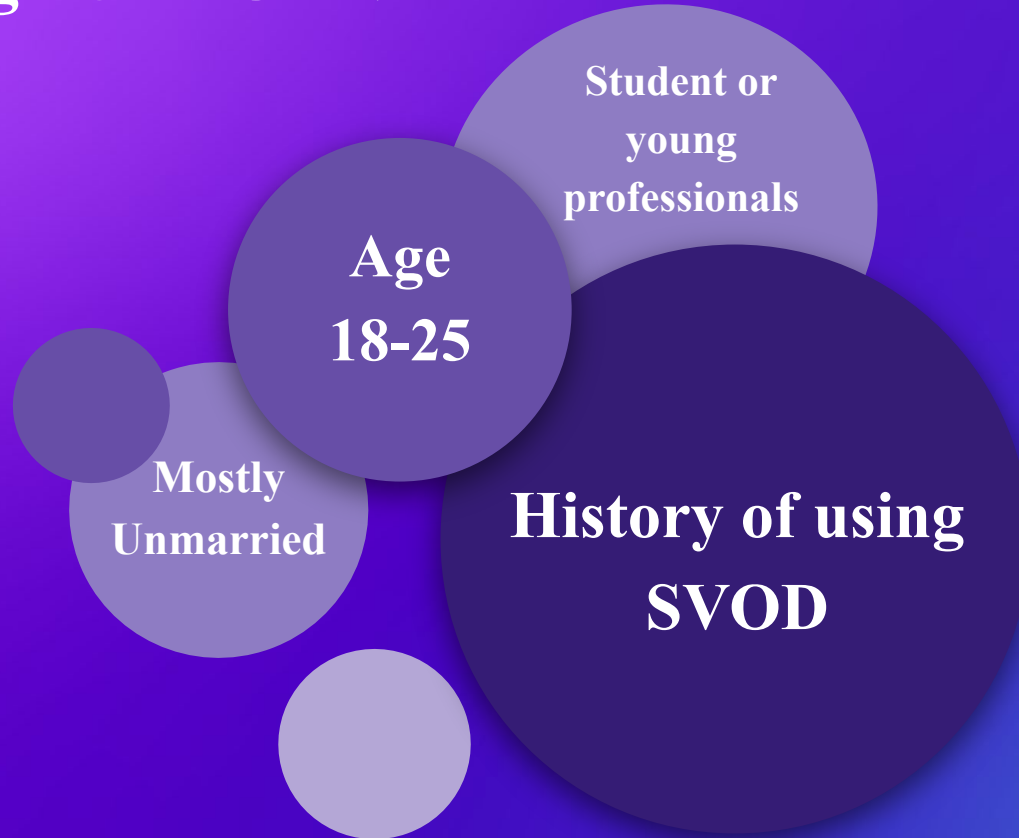 Student or
young
professionals
Age
18-25
Mostly
Unmarried
History of using
SVOD